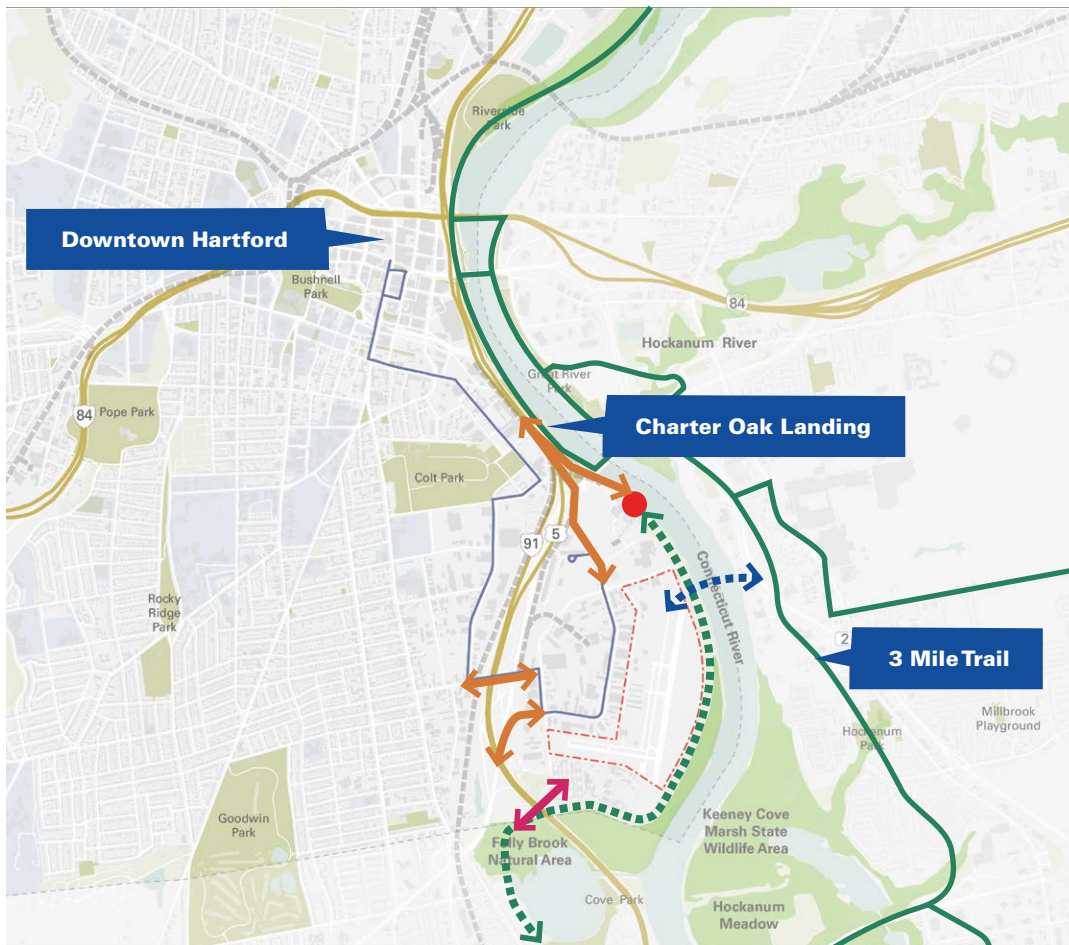 Riverside
Park
Downtown Hartford
Bushnell
Park
84
Hockanum River
Great River
Park
84
Pope Park
Charter Oak Landing
Colt Park
91
5
Connecticut River
Rocky
Ridge
Park
2
3 Mile Trail
Millbrook
Playground
Hockanum
Park
Goodwin
Park
Keeney Cove
Marsh State
Wildlife Area
Folly Brook
Natural Area
Cove Park
Hockanum
Meadow